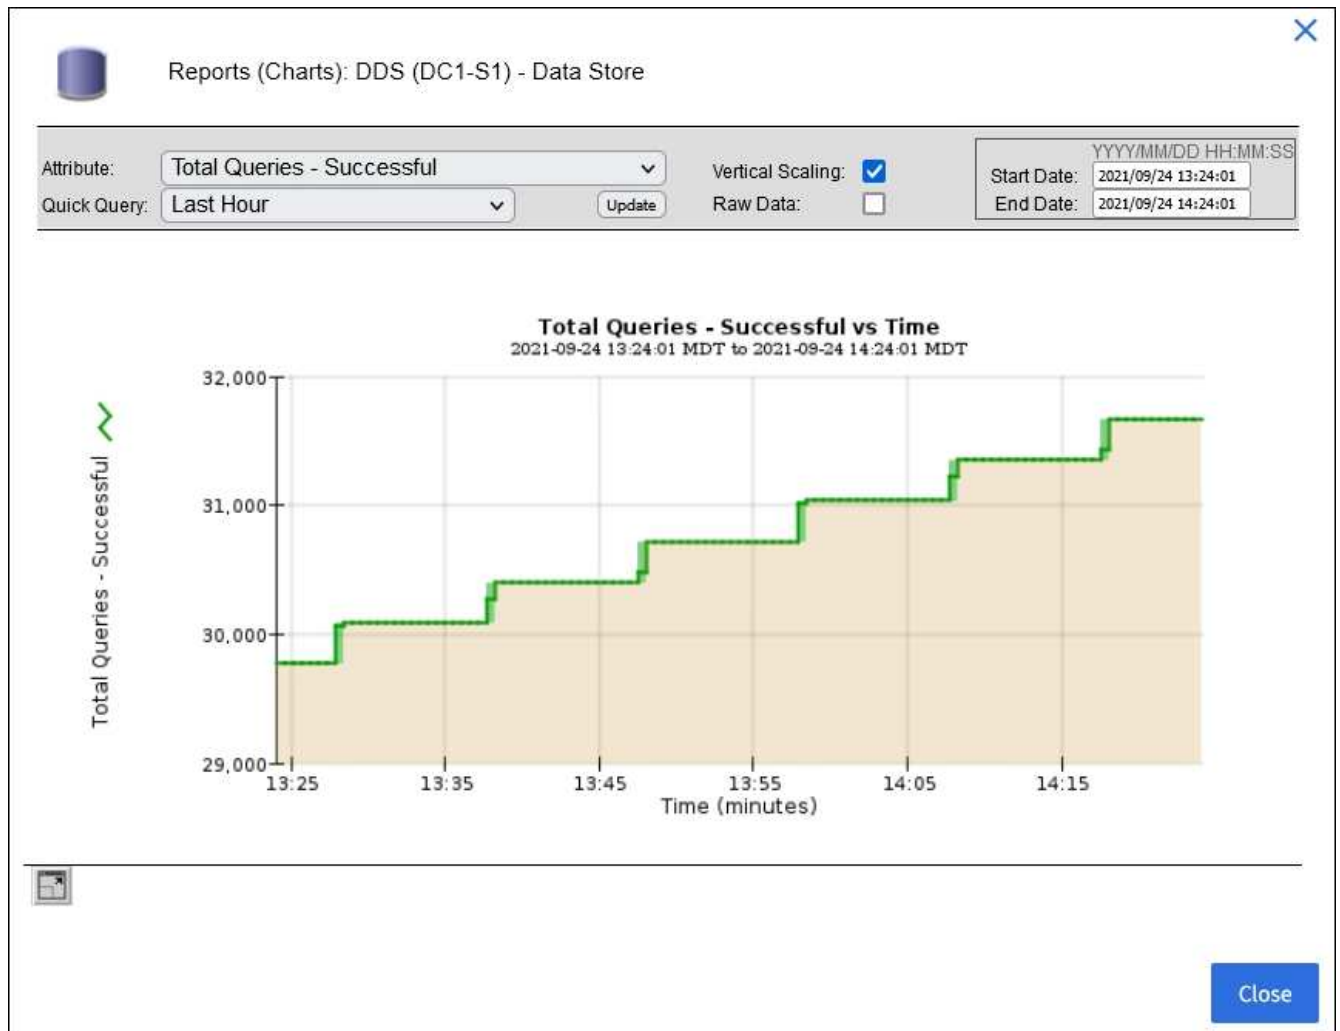 Reports (Charts): DDS (DC1-S1) - Data Store
YYYY/MM/DD HH:MM:SS
Attribute: Total Queries - Successful Vertical Scaling: Start Date: 2021/09/24 13:24:01
Quick Query: Last Hour Update Raw Data: End Date: 2021/09/24 14:24:01
Total Queries - Successful vs Time
2021-09-24 13:24:01 MDT to 2021-09-24 14:24:01 MDT
Total Queries - Successful
32,000
31,000
30,000
29,000
13:25 13:35 13:45 13:55 14:05 14:15
Time (minutes)
Close